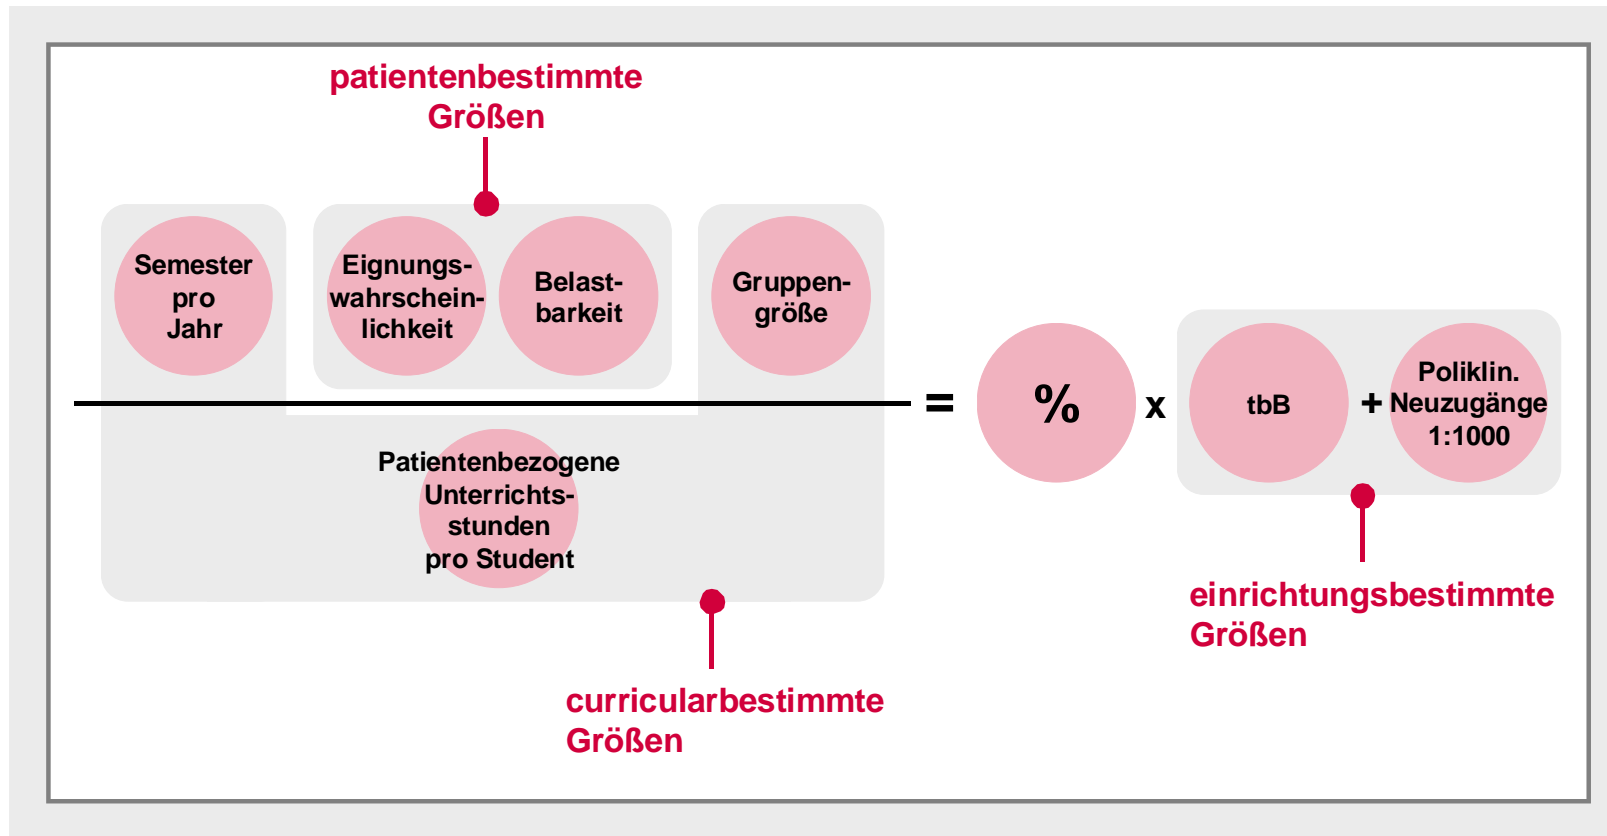 patientenbestimmte
Größen
Semester
pro
Jahr
Eignungs-
wahrschein-
lichkeit
Belast-
barkeit
Gruppen-
größe
Patientenbezogene
Unterrichts-
stunden
pro Student
=
%
x
tbB
+
Poliklin.
Neuzugänge
1:1000
einrichtungsbestimmte
Größen
curricularbestimmte
Größen